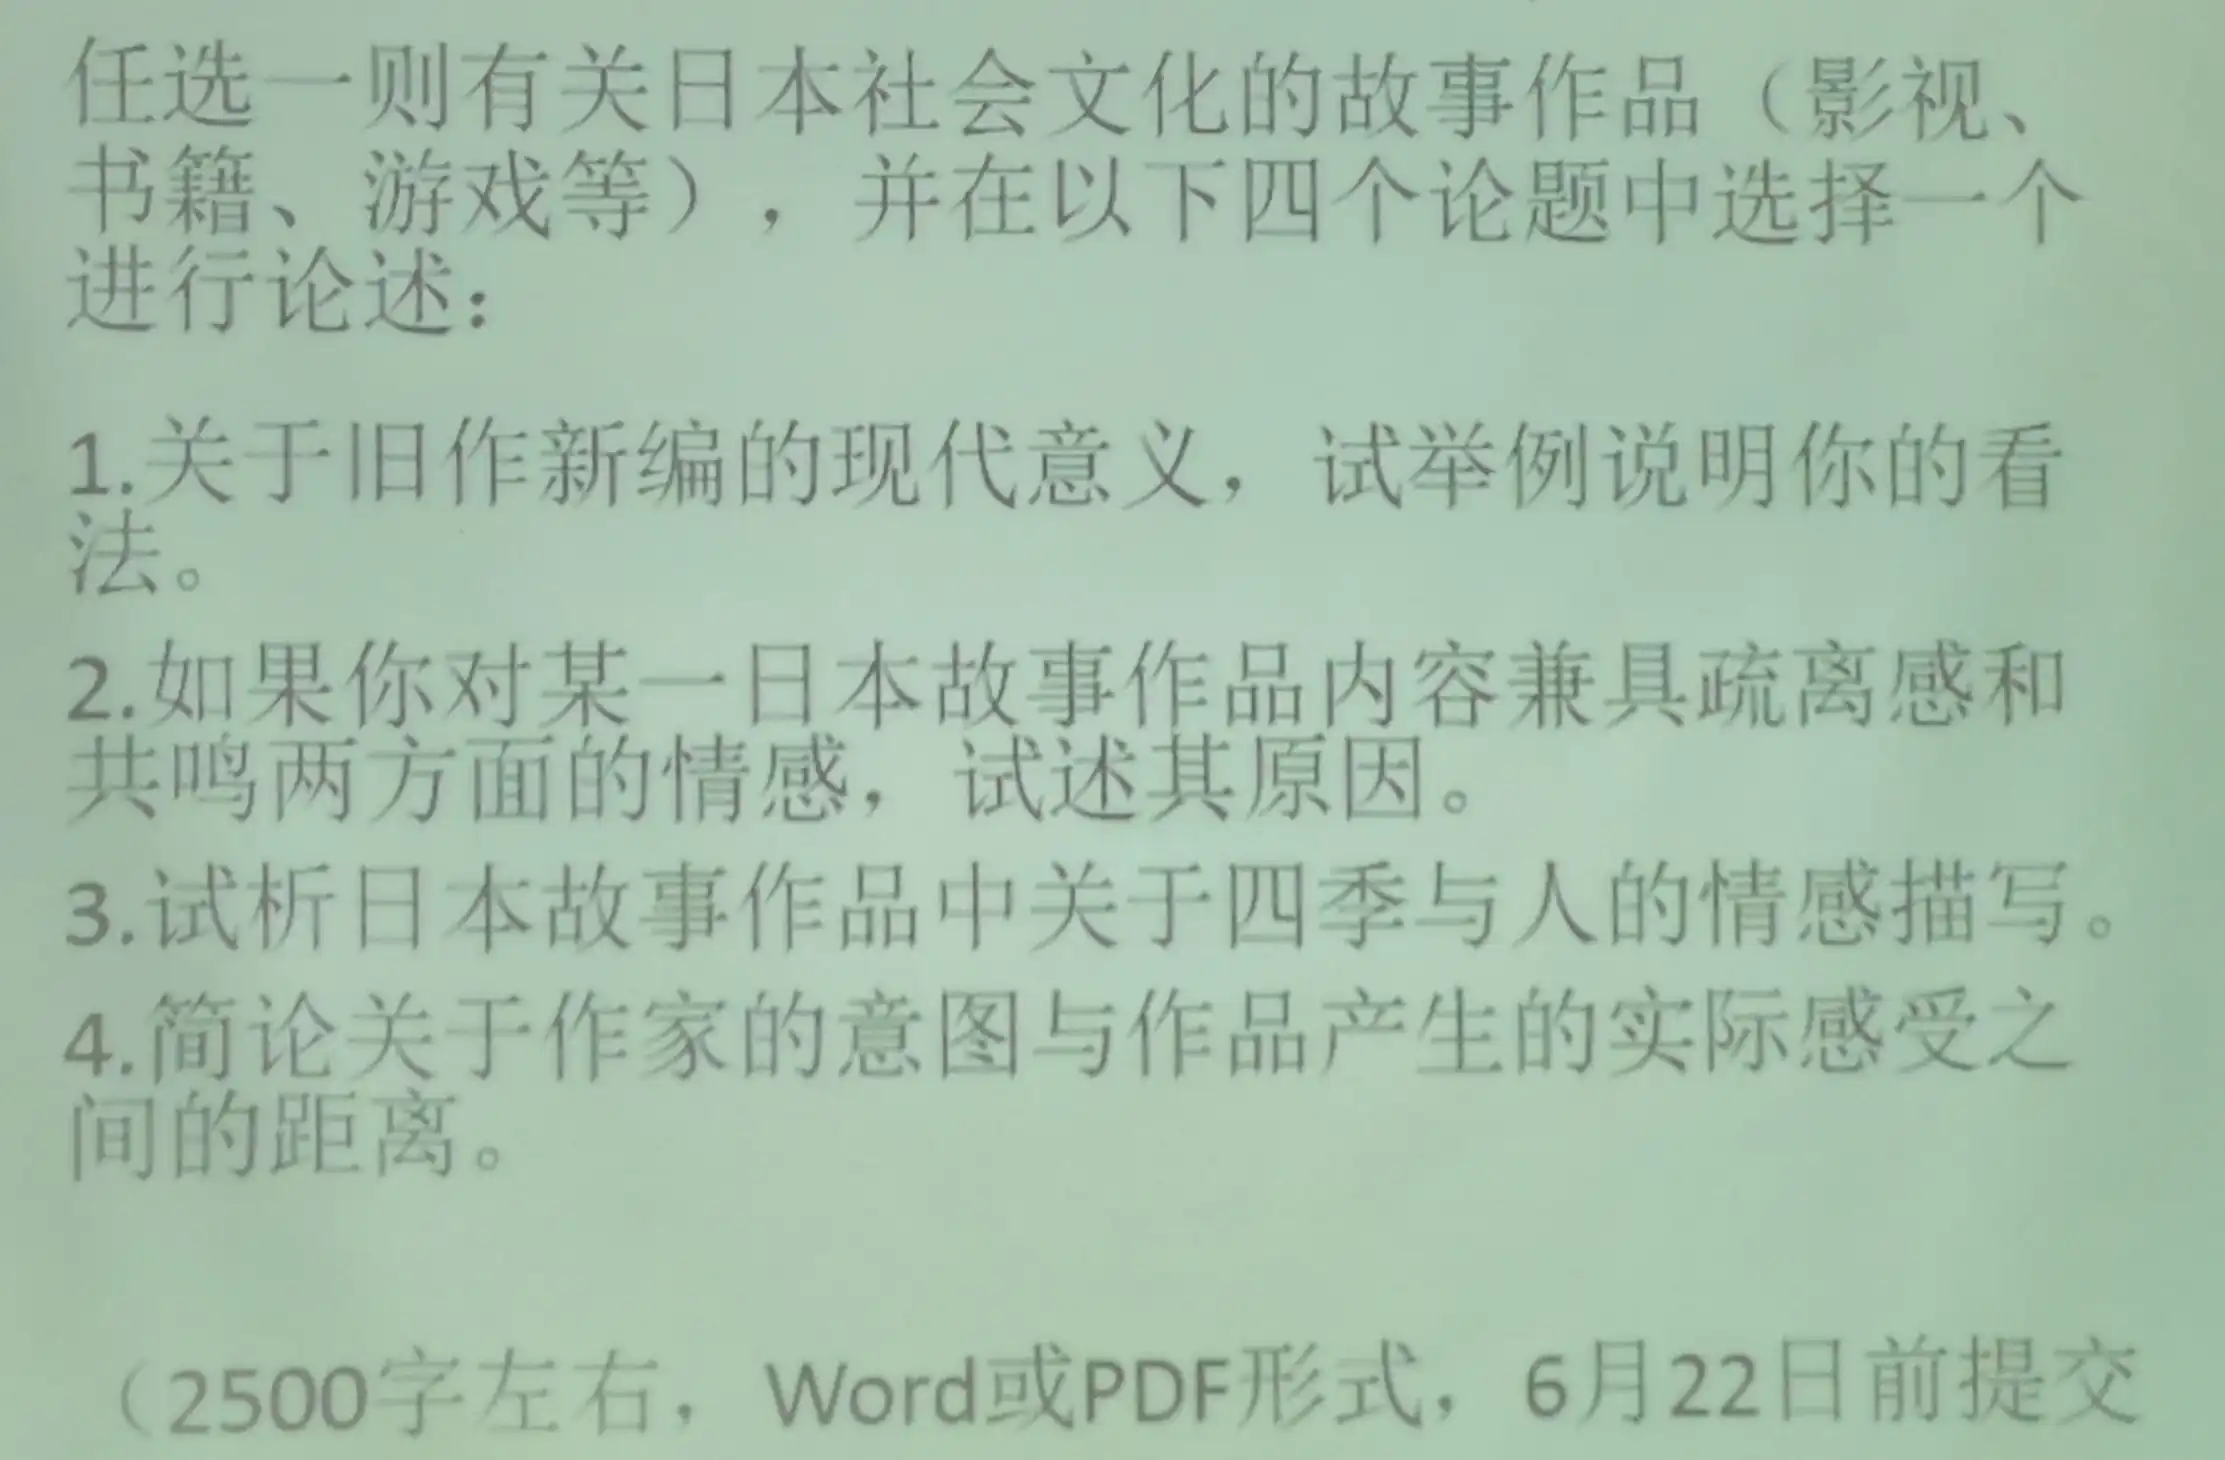 任选一则有关日本社会文化的故事作品（影视、
书籍、游戏等），并在以下四个论题中选择一个
进行论述：
1.关于旧作新编的现代意义，试举例说明你的看
法。
2.如果你对某一日本故事作品内容兼具疏离感和
共鸣两方面的情感，试述其原因。
3.试析日本故事作品中关于四季与人的情感描写。
4.简论关于作家的意图与作品产生的实际感受之
间的距离。
（2500字左右，Word或PDF形式，6月22日前提交